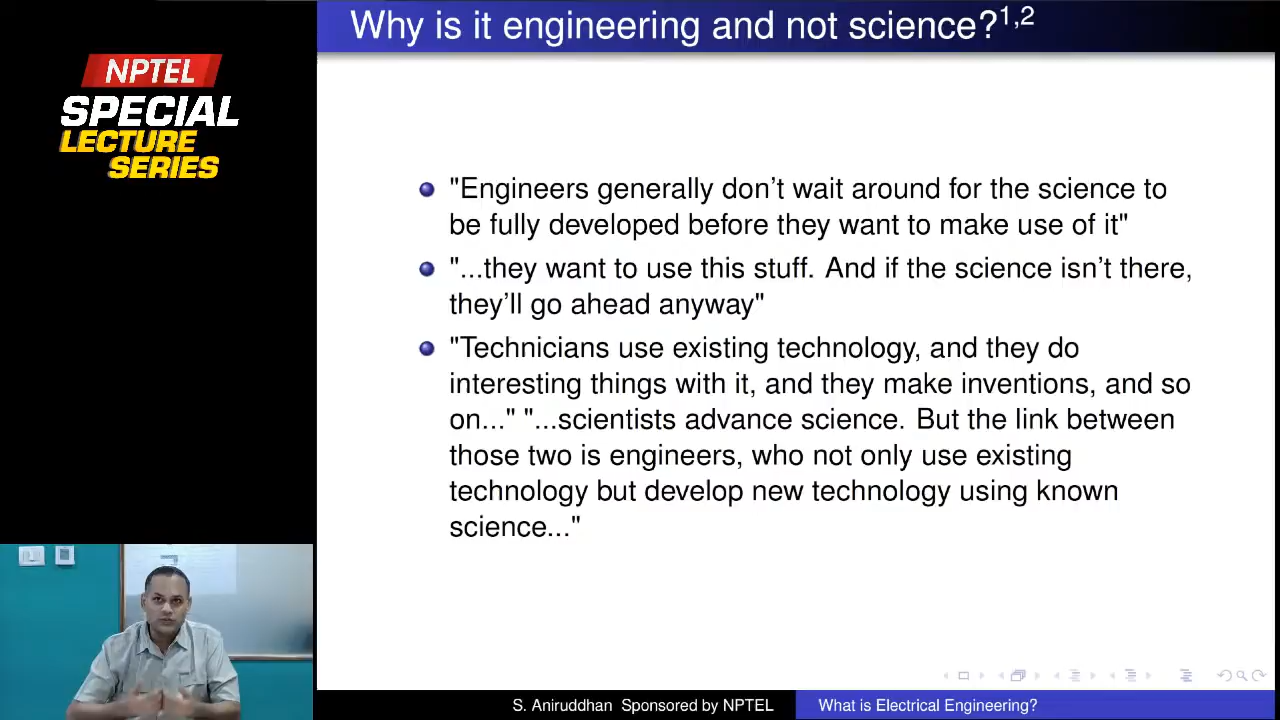 Why is it engineering and not science?1,2
NPTEL
SPECIAL
LECTURE
SERIES
"Engineers generally don't wait around for the science to
be fully developed before they want to make use of it"
"...they want to use this stuff. And if the science isn't there,
they'll go ahead anyway"
"Technicians use existing technology, and they do
interesting things with it, and they make inventions, and so
on..." "...scientists advance science. But the link between
those two is engineers, who not only use existing
technology but develop new technology using known
science..."
S. Aniruddhan Sponsored by NPTEL
What is Electrical Engineering?